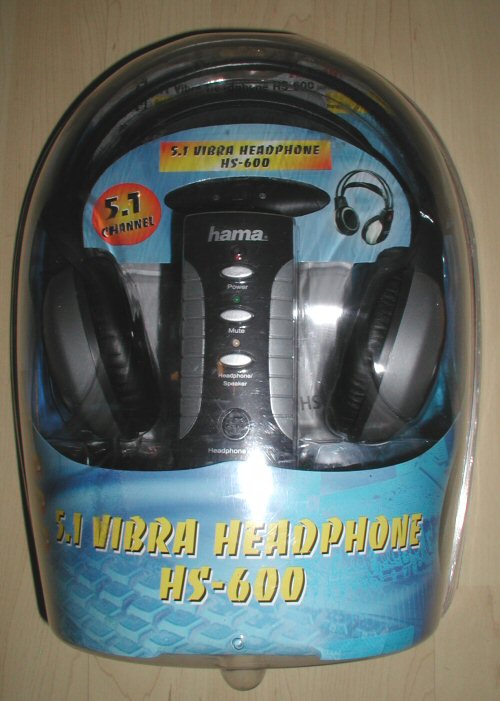 5.1 VIBRA HEADPHONE
HS-600
5.1
CHANNEL
hama®
Power
Mute
Headphone/
Speaker
HS
Headphone
5.1 VIBRA HEADPHONE
HS-600